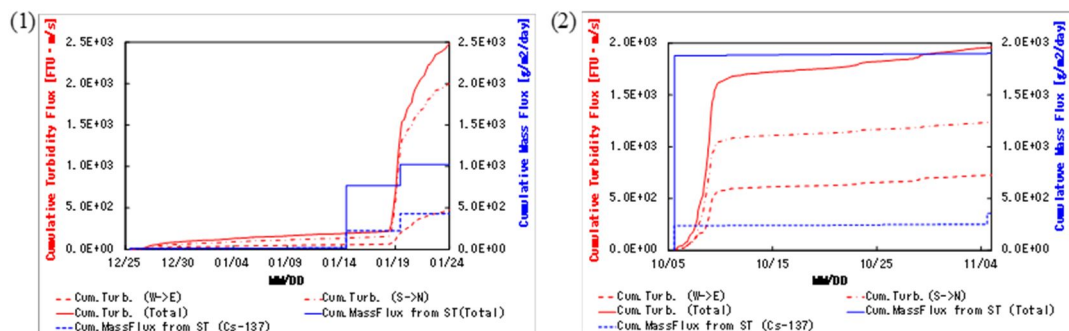 (1)
Cumulative Turbidity Flux [FTU・m/s]
2.5E+03
2.0E+03
1.5E+03
1.0E+03
5.0E+02
0.0E+00
2.5E+03
2.0E+03
1.5E+03
1.0E+03
5.0E+02
0.0E+00
Cumulative Mass Flux [g/m2/day]
12/25 12/30 01/04 01/09 01/14 01/19 01/24
MM/DD
Cum.Turb. (W->E) Cum.Turb. (S->N)
Cum.Turb. (Total) Cum.MassFlux from ST(Total)
Cum.MassFlux from ST (Cs-137)
(2)
Cumulative Turbidity Flux [FTU・m/s]
2.0E+03
1.5E+03
1.0E+03
5.0E+02
0.0E+00
2.0E+03
1.5E+03
1.0E+03
5.0E+02
0.0E+00
Cumulative Mass Flux [g/m2/day]
10/05 10/15 10/25 11/04
MM/DD
Cum.Turb. (W->E) Cum.Turb. (S->N)
Cum.Turb. (Total) Cum.MassFlux from ST(Total)
Cum.MassFlux from ST (Cs-137)